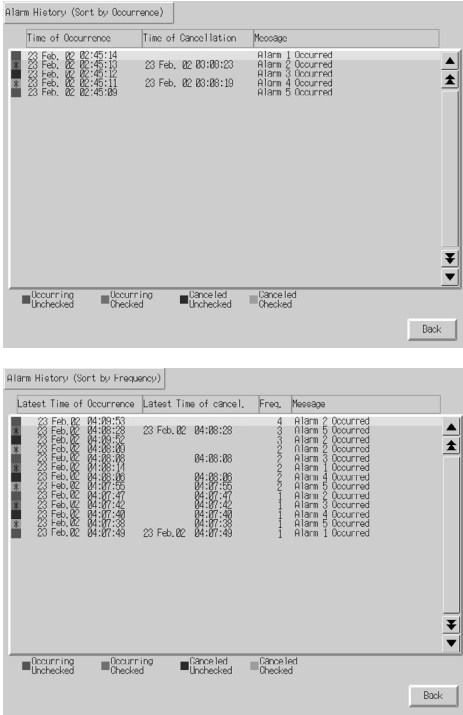 Alarm History (Sort by Occurrence)
Time of Occurrence Time of Cancellation Message
23 Feb. 02 02:45:14 Alarm 1 Occurred
23 Feb. 02 02:45:13 23 Feb. 02 03:08:23 Alarm 2 Occurred
23 Feb. 02 02:45:12 Alarm 3 Occurred
23 Feb. 02 02:45:11 23 Feb. 02 03:08:19 Alarm 4 Occurred
23 Feb. 02 02:45:09 Alarm 5 Occurred
Occurring Unchecked
Occurring Checked
Canceled Unchecked
Canceled Checked
Back
Alarm History (Sort by Frequency)
Latest Time of Occurrence Latest Time of cancel. Freq. Message
23 Feb.02 04:09:53 4 Alarm 2 Occurred
23 Feb.02 04:08:28 23 Feb.02 04:08:28 3 Alarm 5 Occurred
23 Feb.02 04:09:52 3 Alarm 2 Occurred
23 Feb.02 04:08:09 2 Alarm 2 Occurred
23 Feb.02 04:08:08 04:08:08 2 Alarm 3 Occurred
23 Feb.02 04:08:14 2 Alarm 1 Occurred
23 Feb.02 04:08:06 04:08:06 2 Alarm 4 Occurred
23 Feb.02 04:07:55 04:07:55 2 Alarm 5 Occurred
23 Feb.02 04:07:47 04:07:47 1 Alarm 2 Occurred
23 Feb.02 04:07:42 04:07:42 1 Alarm 3 Occurred
23 Feb.02 04:07:40 04:07:40 1 Alarm 4 Occurred
23 Feb.02 04:07:38 04:07:38 1 Alarm 5 Occurred
23 Feb.02 04:07:49 23 Feb.02 04:07:49 1 Alarm 1 Occurred
Occurring Unchecked
Occurring Checked
Canceled Unchecked
Canceled Checked
Back